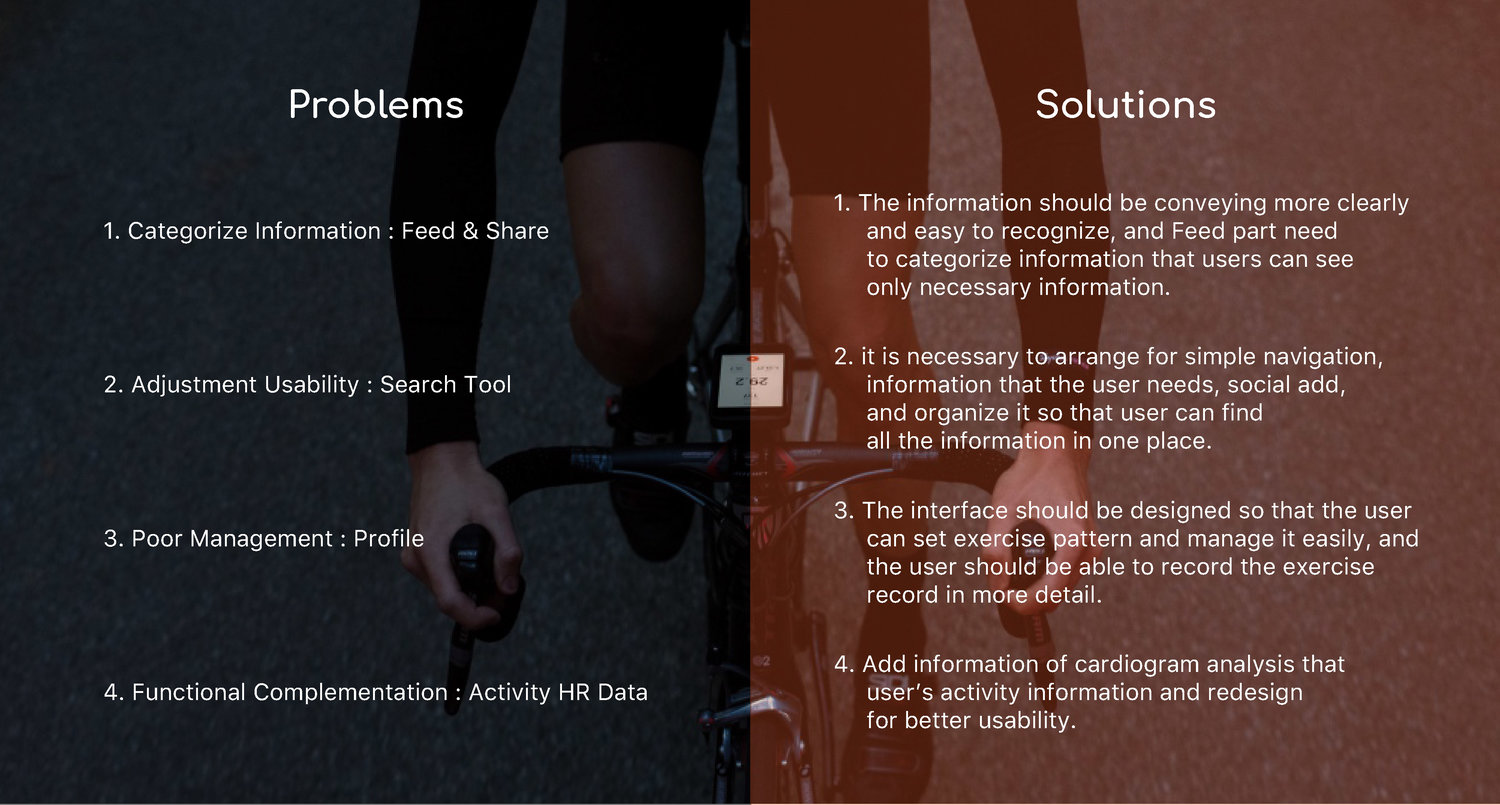 Problems
1. Categorize Information : Feed & Share
2. Adjustment Usability : Search Tool
3. Poor Management : Profile
4. Functional Complementation : Activity HR Data
Solutions
1. The information should be conveying more clearly
and easy to recognize, and Feed part need
to categorize information that users can see
only necessary information.
2. it is necessary to arrange for simple navigation,
information that the user needs, social add,
and organize it so that user can find
all the information in one place.
3. The interface should be designed so that the user
can set exercise pattern and manage it easily, and
the user should be able to record the exercise
record in more detail.
4. Add information of cardiogram analysis that
user’s activity information and redesign
for better usability.
29.2